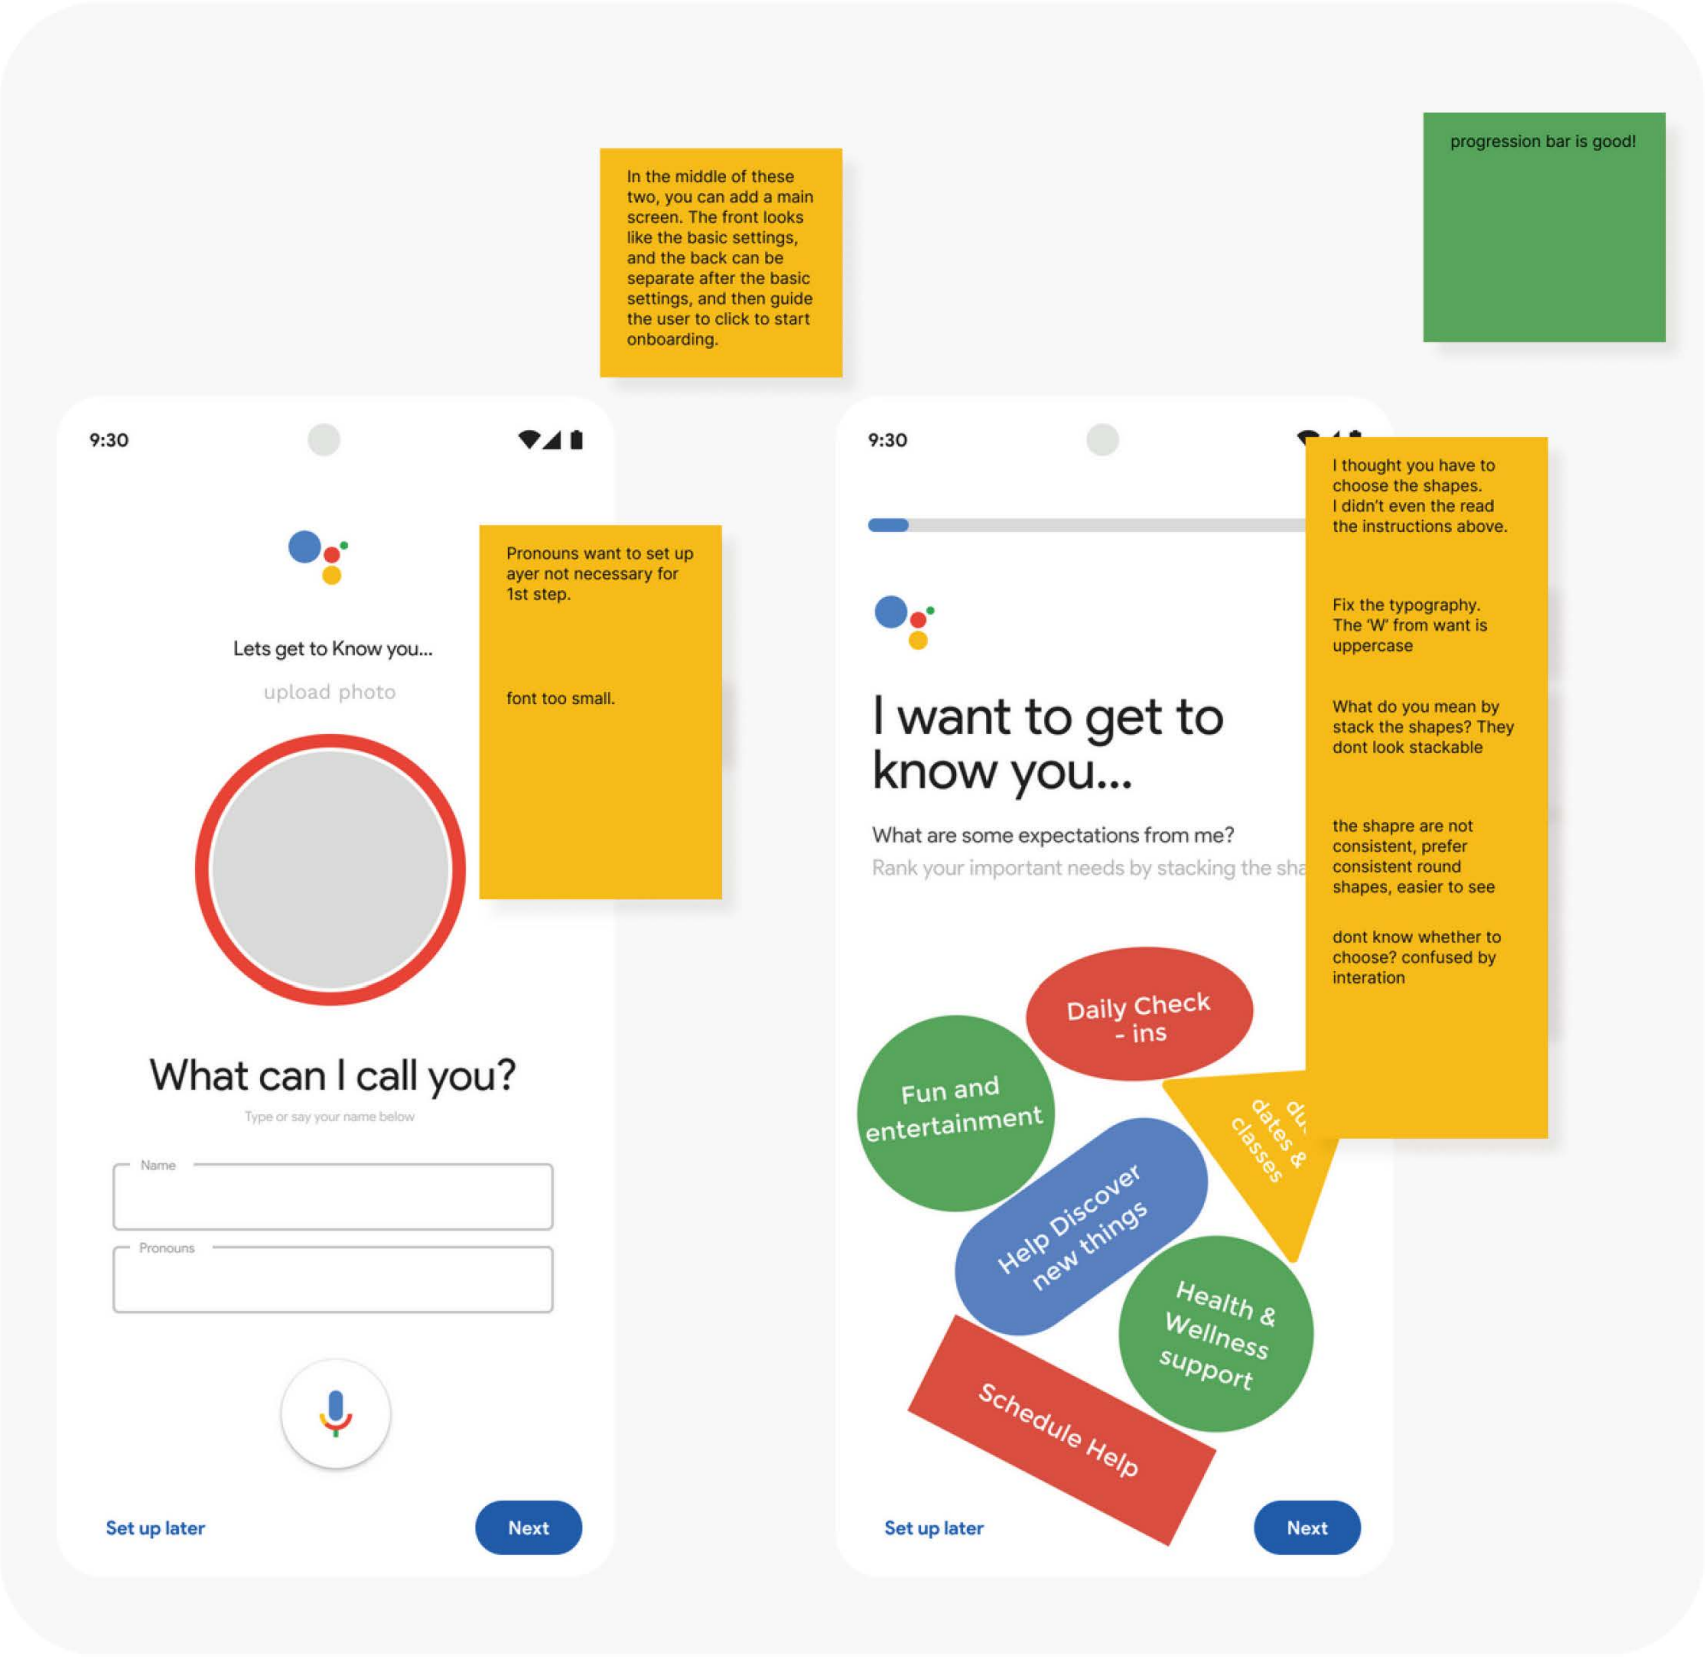 progression bar is good!
In the middle of these
two, you can add a main
screen. The front looks
like the basic settings,
and the back can be
separate after the basic
settings, and then guide
the user to click to start
onboarding.
9:30
Lets get to Know you...
upload photo
Pronouns want to set up
ayer not necessary for
1st step.
font too small.
What can I call you?
Type or say your name below
Name
Pronouns
Set up later
Next
9:30
I want to get to
know you...
What are some expectations from me?
Rank your important needs by stacking the
I thought you have to
choose the shapes.
I didn't even the read
the instructions above.
Fix the typography.
The 'W' from want is
uppercase
What do you mean by
stack the shapes? They
dont look stackable
the shapre are not
consistent, prefer
consistent round
shapes, easier to see
dont know whether to
choose? confused by
interation
Daily Check
- ins
Fun and
entertainment
dates &
classes
Help Discover
new things
Health &
Wellness
support
Schedule Help
Set up later
Next